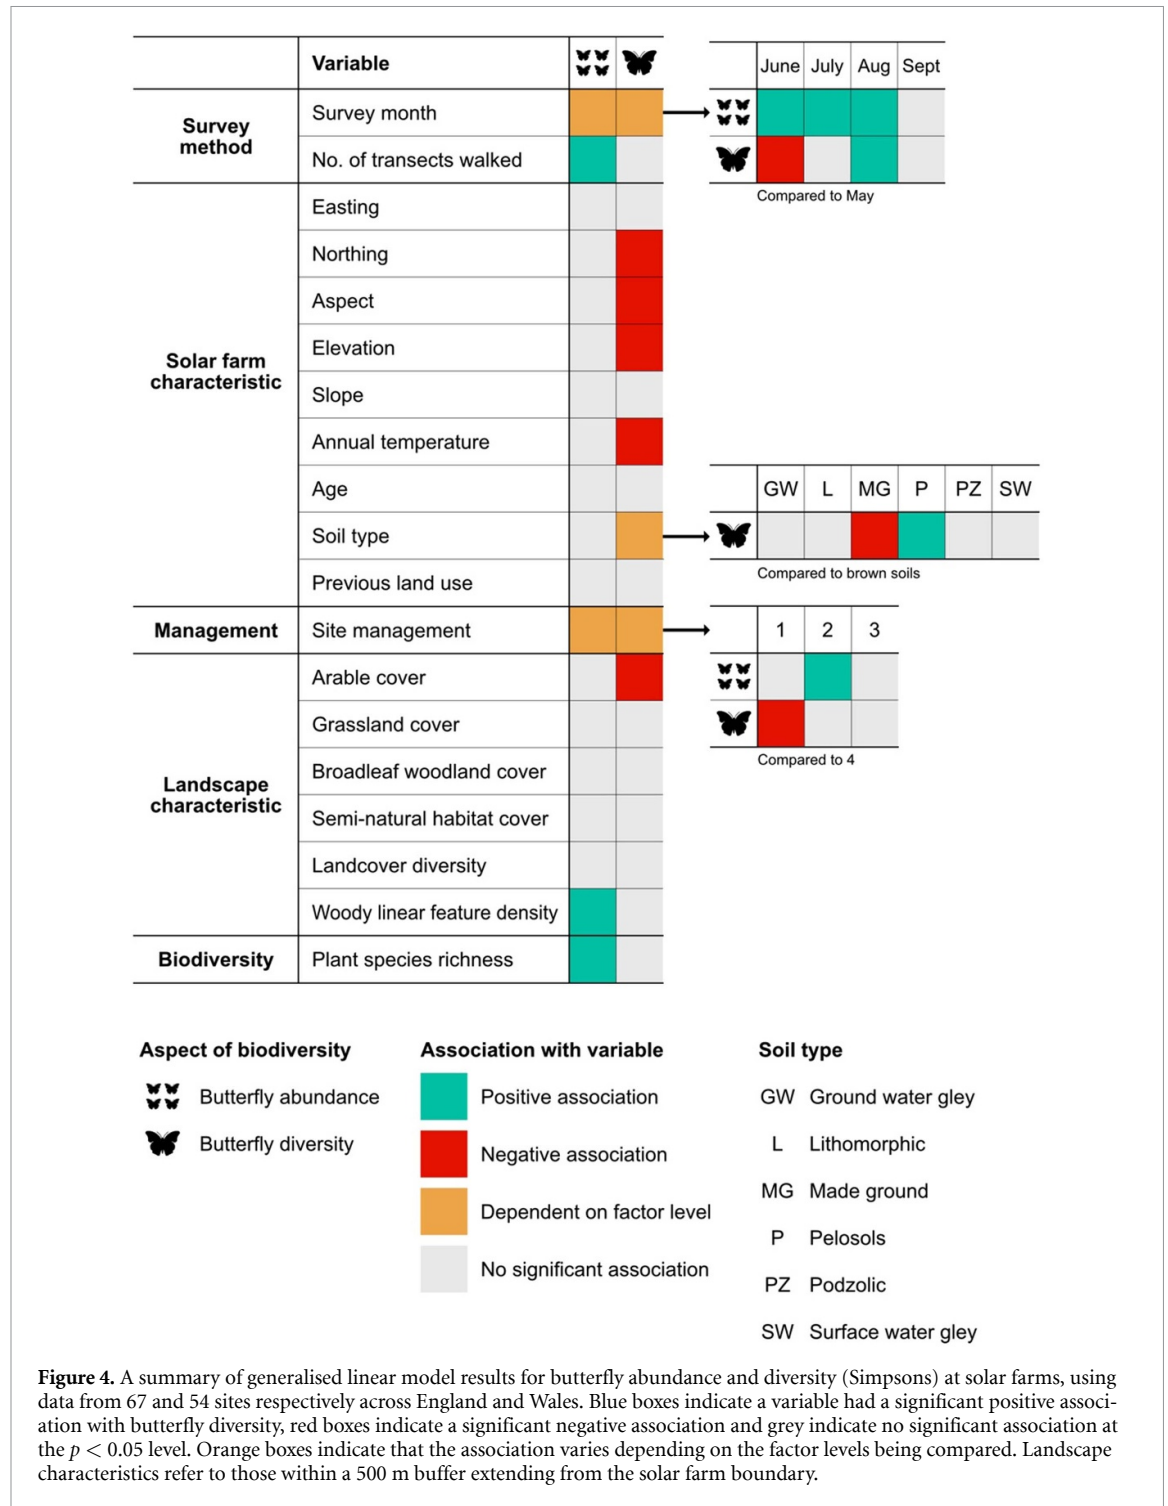 Variable
June July Aug Sept
Survey method
Survey month
No. of transects walked
Compared to May
Solar farm characteristic
Easting
Northing
Aspect
Elevation
Slope
Annual temperature
Age
GW L MG P PZ SW
Soil type
Compared to brown soils
Previous land use
Management
Site management
1 2 3
Landscape characteristic
Arable cover
Grassland cover
Compared to 4
Broadleaf woodland cover
Semi-natural habitat cover
Landcover diversity
Woody linear feature density
Biodiversity
Plant species richness
Aspect of biodiversity
Butterfly abundance
Butterfly diversity
Association with variable
Positive association
Negative association
Dependent on factor level
No significant association
Soil type
GW Ground water gley
L Lithomorphic
MG Made ground
P Pelosols
PZ Podzolic
SW Surface water gley
Figure 4. A summary of generalised linear model results for butterfly abundance and diversity (Simpsons) at solar farms, using
data from 67 and 54 sites respectively across England and Wales. Blue boxes indicate a variable had a significant positive associ-
ation with butterfly diversity, red boxes indicate a significant negative association and grey indicate no significant association at
the p < 0.05 level. Orange boxes indicate that the association varies depending on the factor levels being compared. Landscape
characteristics refer to those within a 500 m buffer extending from the solar farm boundary.